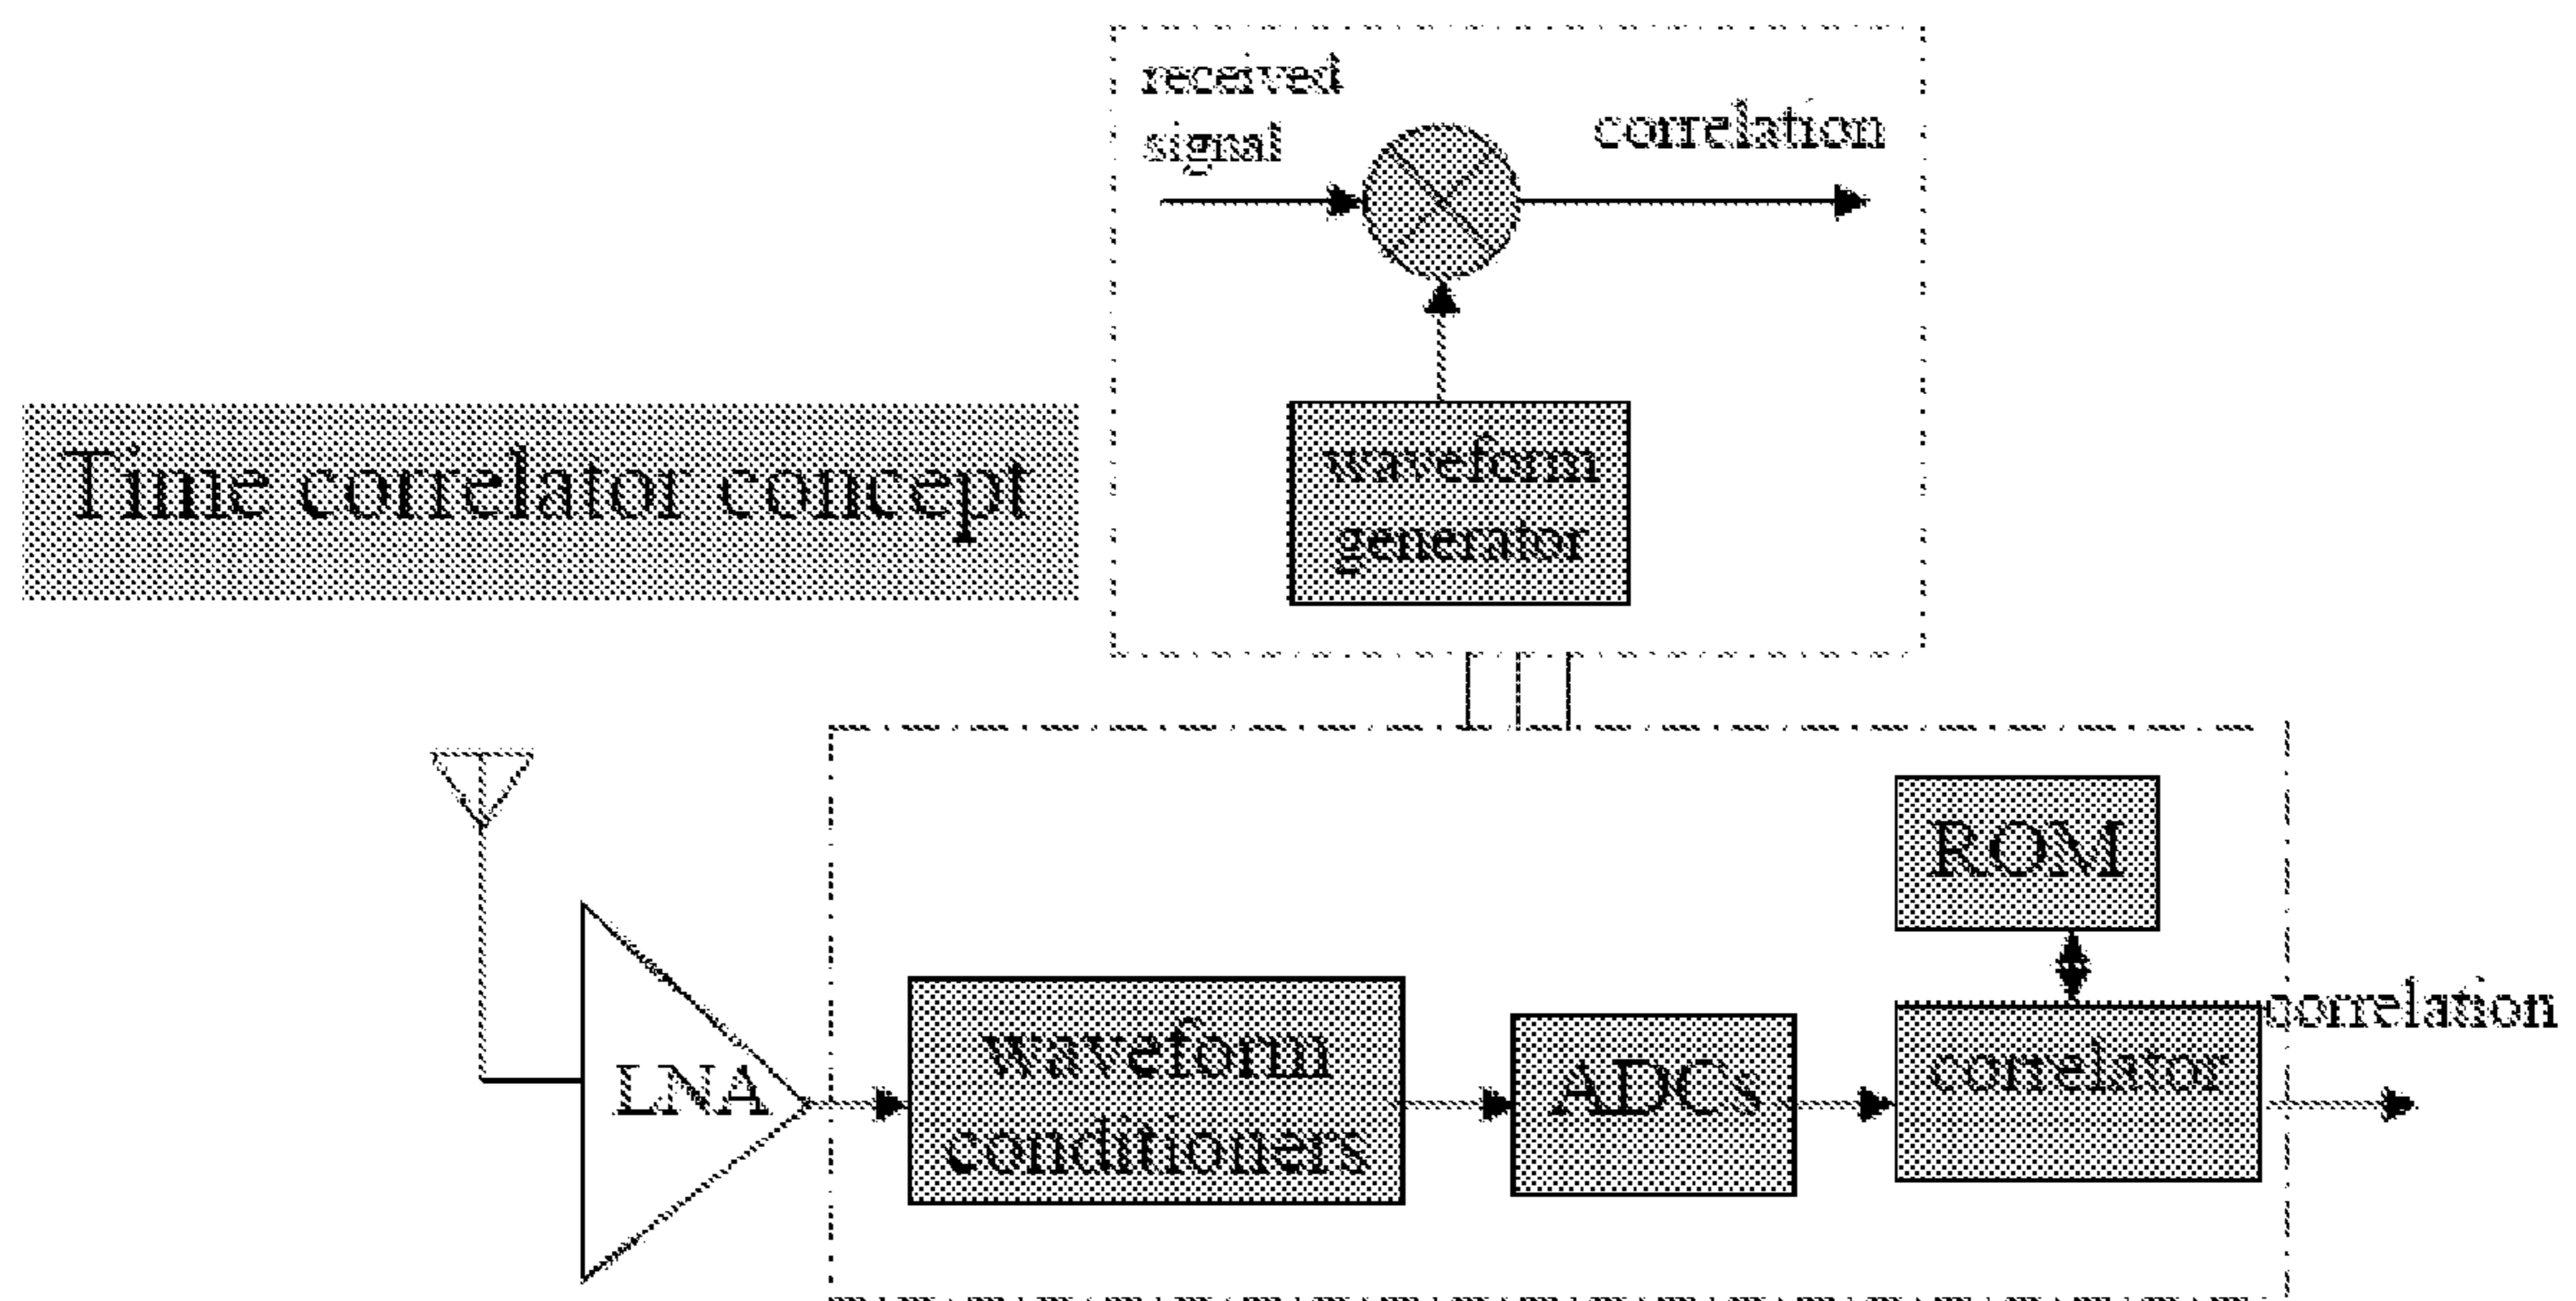 received
signal
correlation
waveform
generator
Time correlator concept
ROM
correlation
LNA
waveform
conditioners
ADCs
correlator